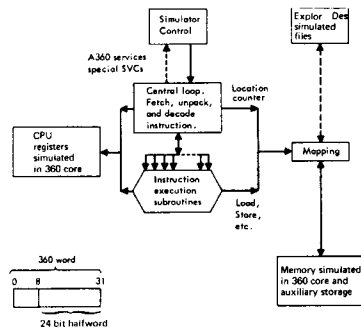 Simulator
Control
Explor Des
simulated
files
A360 services
special SVCs
Central loop.
Fetch, unpack,
and decode
instruction.
Location
counter
CPU
registers
simulated
in 360 core
Mapping
Instruction
execution
subroutines
Load,
Store,
etc.
360 word
0 8 31
24 bit halfword
Memory simulated
in 360 core and
auxiliary storage